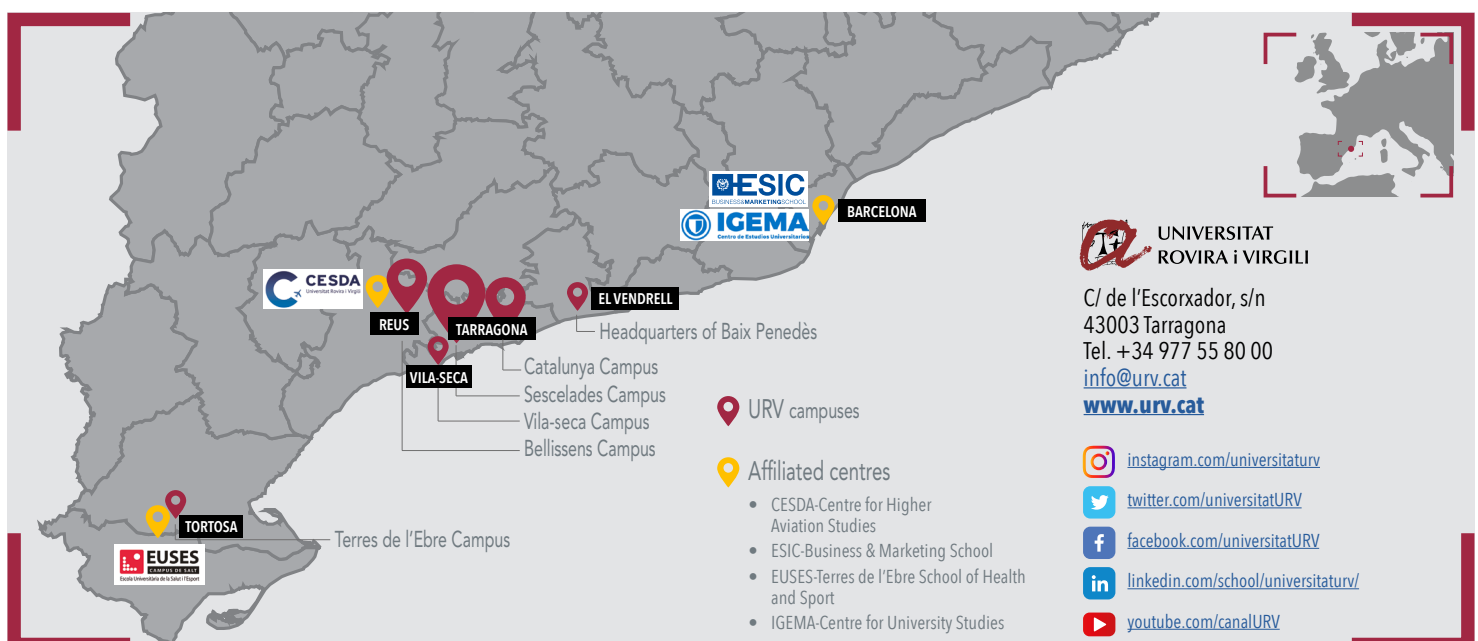 ESIC
BUSINESS&MARKETINGSCHOOL
IGEMA
Centro de Estudios Universitarios
BARCELONA
CESDA
Universitat Rovira i Virgili
REUS
TARRAGONA
EL VENDRELL
Headquarters of Baix Penedès
VILA-SECA
Catalunya Campus
Sescelades Campus
Vila-seca Campus
Bellissens Campus
TORTOSA
Terres de l'Ebre Campus
EUSES
CAMPUS DE SALT
Escola Universitària de la Salut i l'Esport
URV campuses
Affiliated centres
• CESDA-Centre for Higher
Aviation Studies
• ESIC-Business & Marketing School
• EUSES-Terres de l'Ebre School of Health
and Sport
• IGEMA-Centre for University Studies
UNIVERSITAT
ROVIRA i VIRGILI
C/ de l'Escorxador, s/n
43003 Tarragona
Tel. +34 977 55 80 00
info@urv.cat
www.urv.cat
instagram.com/universitaturv
twitter.com/universitatURV
facebook.com/universitatURV
linkedin.com/school/universitaturv/
youtube.com/canalURV